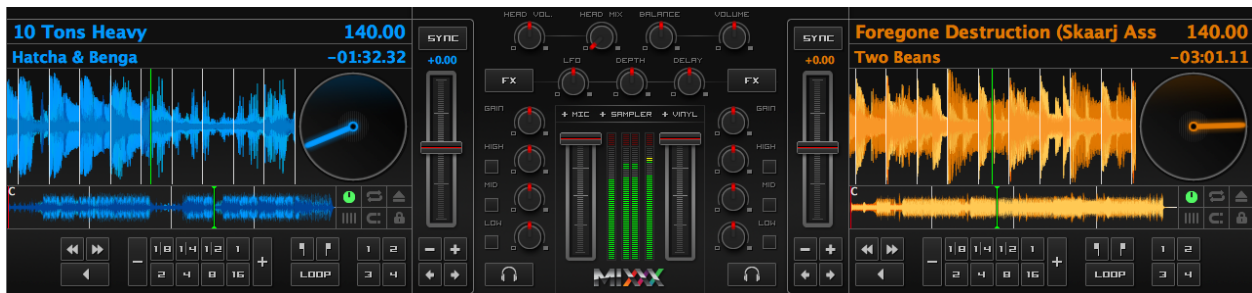 10 Tons Heavy 140.00
Hatcha & Benga -01:32.32
C
1|8 1|4 1|2 1
2 4 8 16
LOOP
1 2
3 4
SYNC
+0.00
HEAD VOL. HEAD MIX BALANCE VOLUME
LFO DEPTH DELAY
FX FX
GAIN GAIN
+ MIC + SAMPLER + VINYL
HIGH HIGH
MID MID
LOW LOW
MIXXX
SYNC
+0.00
Foregone Destruction (Skaarj Ass 140.00
Two Beans -03:01.11
C
1|8 1|4 1|2 1
2 4 8 16
LOOP
1 2
3 4